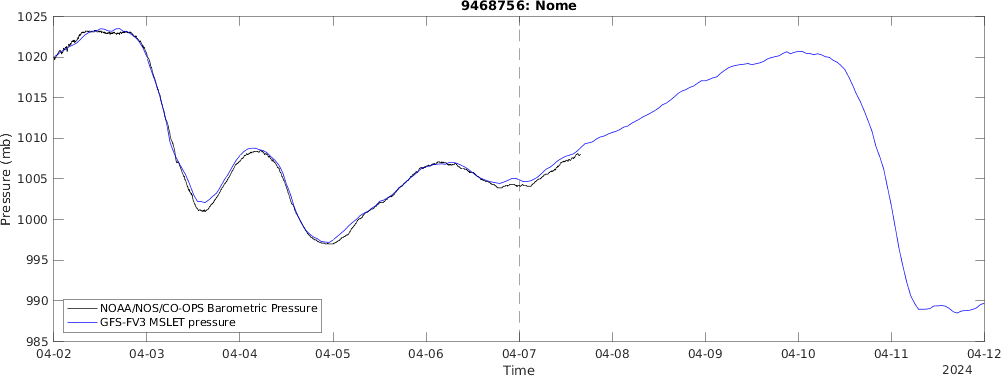 9468756: Nome
Pressure (mb)
1025
1020
1015
1010
1005
1000
995
990
985
NOAA/NOS/CO-OPS Barometric Pressure
GFS-FV3 MSLET pressure
04-02 04-03 04-04 04-05 04-06 04-07 04-08 04-09 04-10 04-11 04-12
Time
2024